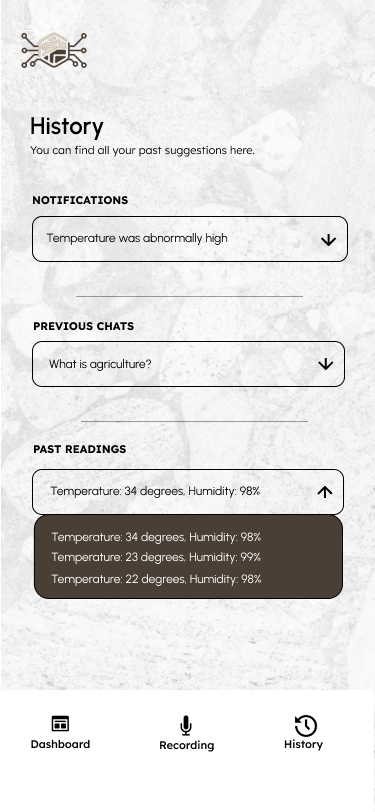 History
You can find all your past suggestions here.
NOTIFICATIONS
Temperature was abnormally high
PREVIOUS CHATS
What is agriculture?
PAST READINGS
Temperature: 34 degrees, Humidity: 98%
Temperature: 34 degrees, Humidity: 98%
Temperature: 23 degrees, Humidity: 99%
Temperature: 22 degrees, Humidity: 98%
Dashboard
Recording
History